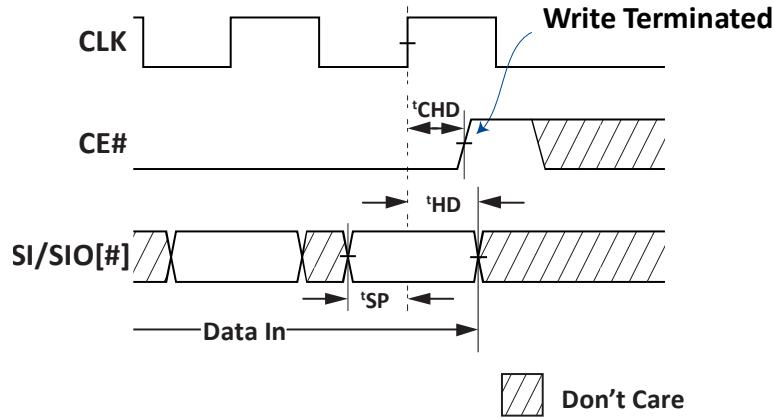 Write Terminated
CLK
tCHD
CE#
tHD
SI/SIO[#]
tSP
Data In
Don't Care